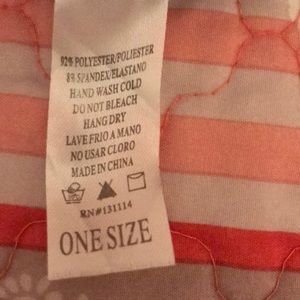 92% POLYESTER/POLIESTER
8% SPANDEX/ELASTANO
HAND WASH COLD
DO NOT BLEACH
HANG DRY
LAVE FRIO A MANO
NO USAR CLORO
MADE IN CHINA
RN#131114
ONE SIZE